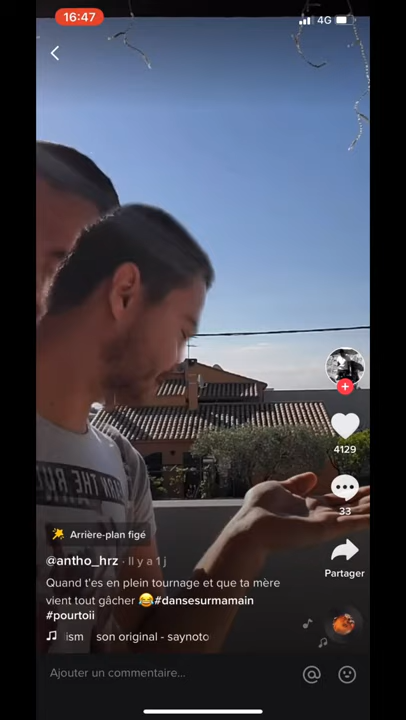 16:47
4G
4129
33
Arrière-plan figé
@antho_hrz · Il y a 1 j
Partager
Quand t'es en plein tournage et que ta mère
vient tout gâcher 😂#dansesurmamain
#pourtoii
ism son original - saynoto
Ajouter un commentaire...